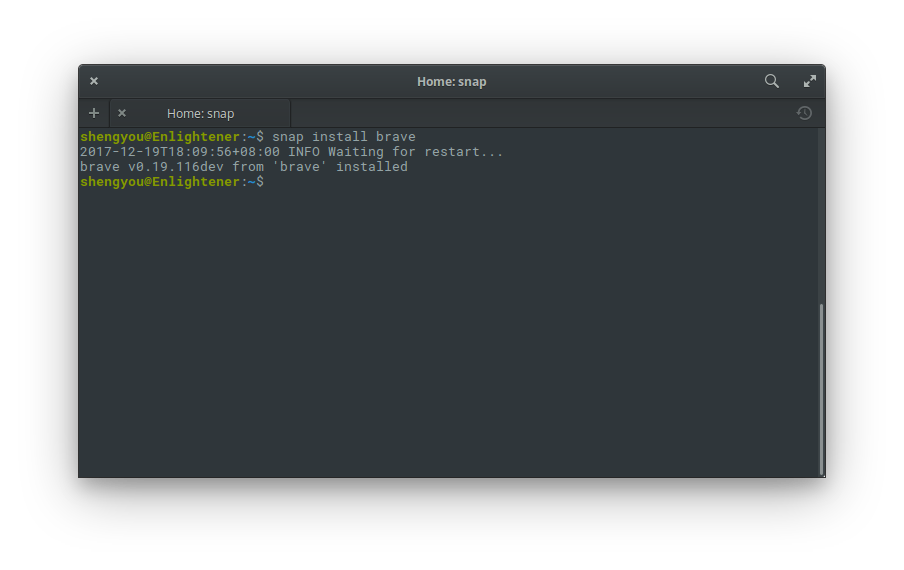 Home: snap
Home: snap
shengyou@Enlightener:~$ snap install brave
2017-12-19T18:09:56+08:00 INFO Waiting for restart...
brave v0.19.116dev from 'brave' installed
shengyou@Enlightener:~$